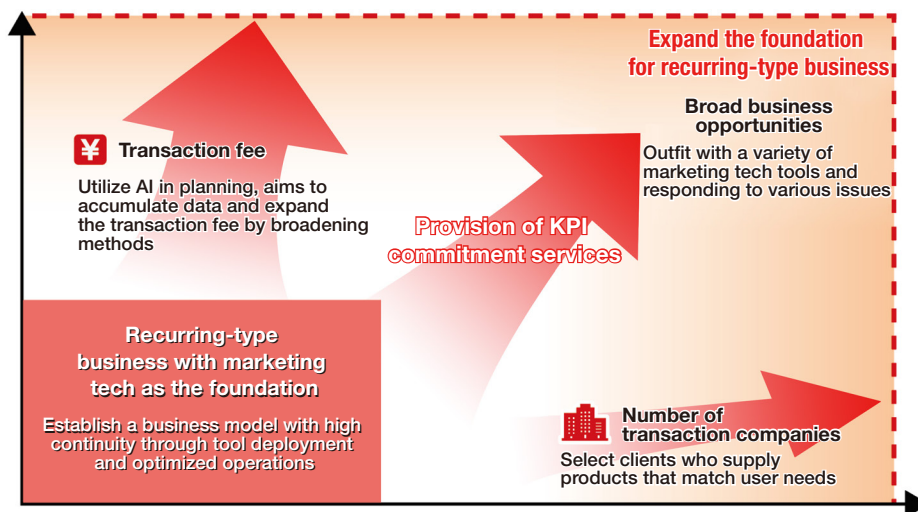 Expand the foundation
for recurring-type business
Broad business
opportunities
Outfit with a variety of
marketing tech tools and
responding to various issues
¥ Transaction fee
Utilize AI in planning, aims to
accumulate data and expand
the transaction fee by broadening
methods
Provision of KPI
commitment services
Recurring-type
business with marketing
tech as the foundation
Establish a business model with high
continuity through tool deployment
and optimized operations
Number of
transaction companies
Select clients who supply
products that match user needs